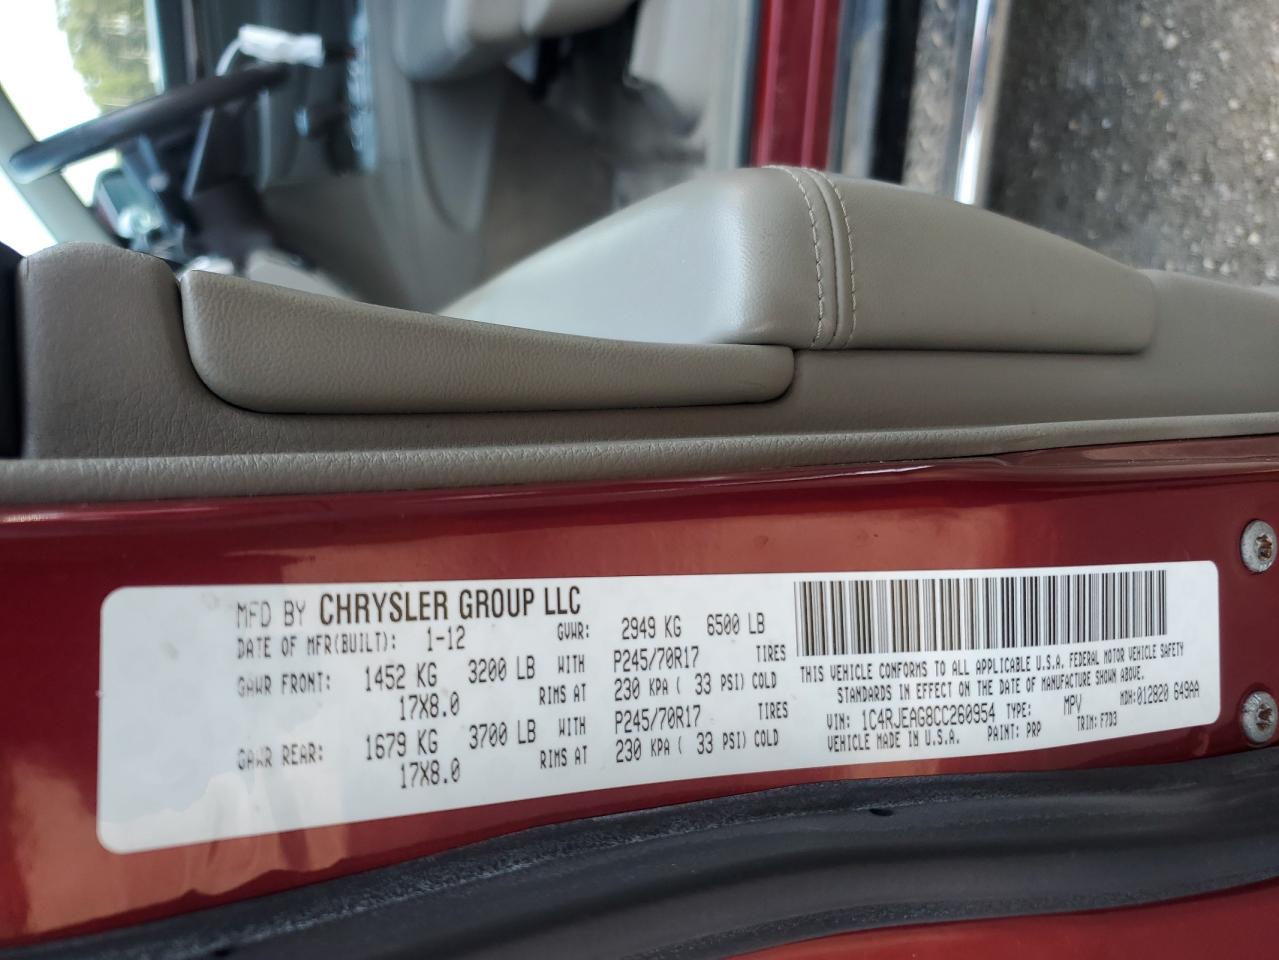 MFD BY CHRYSLER GROUP LLC
DATE OF MFR(BUILT): 1-12 GVWR: 2949 KG 6500 LB
GAWR FRONT: 1452 KG 3200 LB WITH P245/70R17 TIRES
17X8.0 RIMS AT 230 KPA ( 33 PSI) COLD
GAWR REAR: 1679 KG 3700 LB WITH P245/70R17 TIRES
17X8.0 RIMS AT 230 KPA ( 33 PSI) COLD
THIS VEHICLE CONFORMS TO ALL APPLICABLE U.S.A. FEDERAL MOTOR VEHICLE SAFETY
STANDARDS IN EFFECT ON THE DATE OF MANUFACTURE SHOWN ABOVE.
VIN: 1C4RJEAG8CC260954 TYPE: MPV MDH:012820 649AA
VEHICLE MADE IN U.S.A. PAINT: PRP TRIM: F7D3